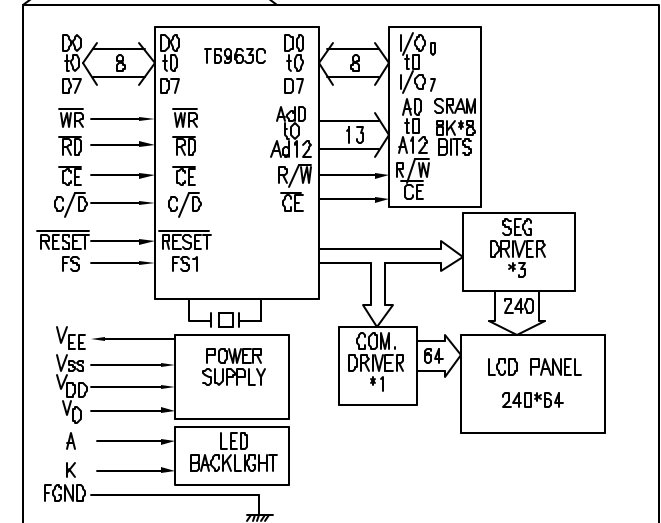 D0
t0
D7
8
D0
t0
D7
T6963C
D0
t0
D7
8
I/O0
t0
I/O7
WR
RD
CE
C/D
RESET
FS
WR
RD
CE
C/D
RESET
FS1
Ad0
t0
Ad12
R/W
CE
13
A0
t0
A12
SRAM
8K*8
BITS
R/W
CE
SEG
DRIVER
*3
240
COM.
DRIVER
*1
64
LCD PANEL
240*64
VEE
VSS
VDD
V0
POWER
SUPPLY
A
K
LED
BACKLIGHT
FGND